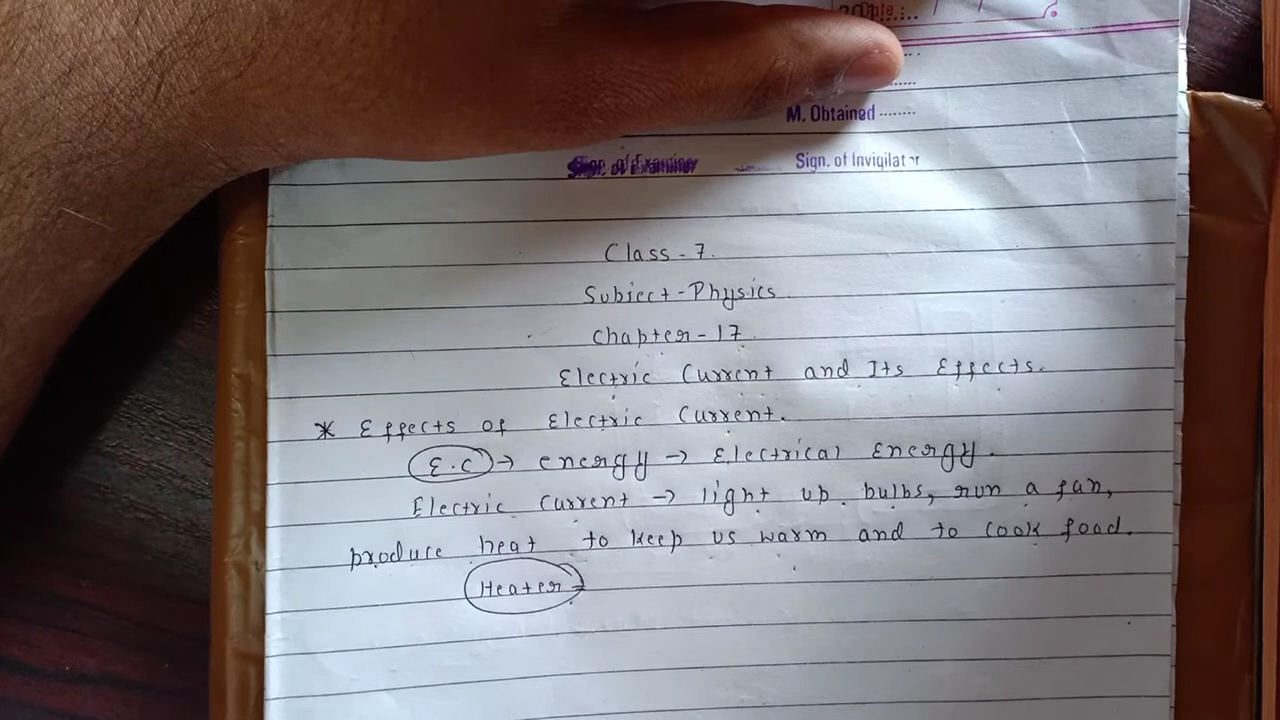 Date:..
M. Obtained ........
Sign. of Examiner
Sign. of Invigilator
Class - 7.
Subject - Physics
Chapter - 17.
Electric Current and Its Effects.
* Effects of Electric Current.
E.C → energy → Electrical Energy.
Electric Current → light up bulbs, run a fan,
produce heat to keep us warm and to cook food.
Heater -